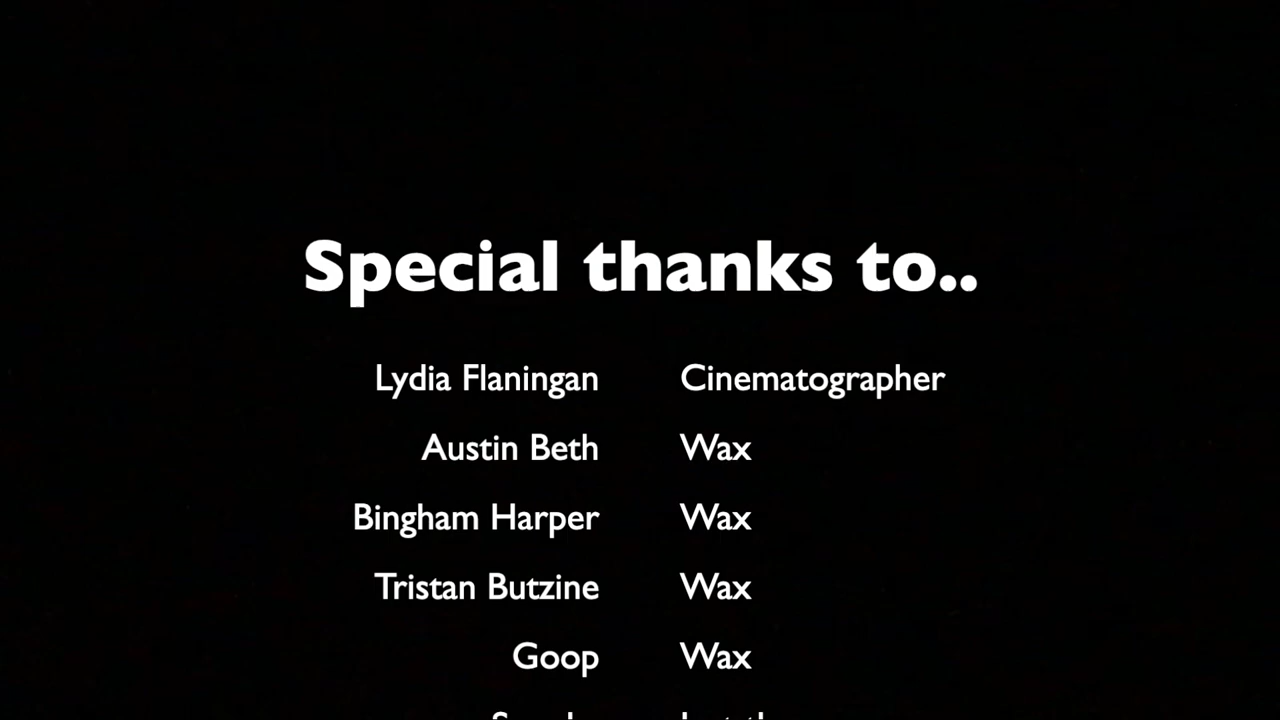 Special thanks to..
Lydia Flaningan Cinematographer
Austin Beth Wax
Bingham Harper Wax
Tristan Butzine Wax
Goop Wax